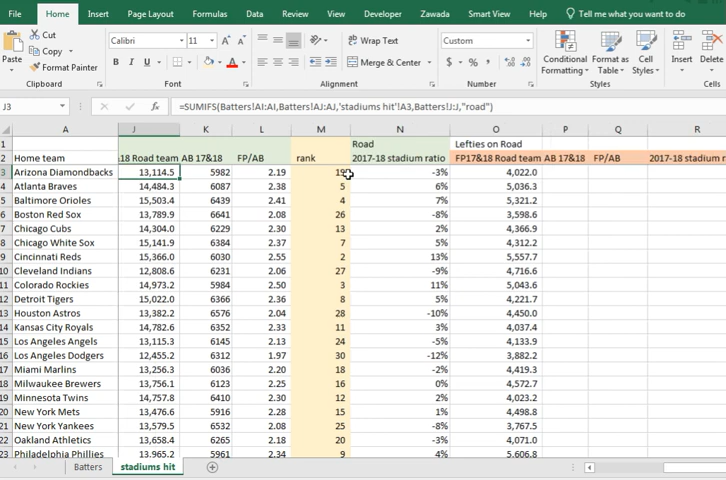 File Home Insert Page Layout Formulas Data Review View Developer Zawada Smart View Help Tell me what you want to do
Cut Calibri 11 Wrap Text Custom
Copy
Paste Format Painter Merge & Center Conditional Formatting Format as Table Cell Styles Insert Delete
Clipboard Font Alignment Number Styles
J3 =SUMIFS(Batters!AI:AI,Batters!AJ:AJ,'stadiums hit'!A3,Batters!J:J,"road")
A J K L M N O P Q R
1 Road Lefties on Road
2 Home team 18 Road team AB 17&18 FP/AB rank 2017-18 stadium ratio FP17&18 Road team AB 17&18 FP/AB 2017-18 stadium
3 Arizona Diamondbacks 13,114.5 5982 2.19 19 -3% 4,022.0
4 Atlanta Braves 14,484.3 6087 2.38 5 6% 5,036.3
5 Baltimore Orioles 15,503.4 6439 2.41 4 7% 5,321.2
6 Boston Red Sox 13,789.9 6641 2.08 26 -8% 3,598.6
7 Chicago Cubs 14,304.0 6229 2.30 13 2% 4,366.9
8 Chicago White Sox 15,141.9 6384 2.37 7 5% 4,312.2
9 Cincinnati Reds 15,366.0 6030 2.55 2 13% 5,557.7
10 Cleveland Indians 12,808.6 6231 2.06 27 -9% 4,716.6
11 Colorado Rockies 14,973.2 5984 2.50 3 11% 5,043.6
12 Detroit Tigers 15,022.0 6366 2.36 8 5% 4,221.7
13 Houston Astros 13,382.2 6576 2.04 28 -10% 4,450.0
14 Kansas City Royals 14,782.6 6352 2.33 11 3% 4,037.4
15 Los Angeles Angels 13,115.3 6145 2.13 24 -5% 4,133.9
16 Los Angeles Dodgers 12,455.2 6312 1.97 30 -12% 3,882.2
17 Miami Marlins 13,256.3 6036 2.20 18 -2% 4,419.3
18 Milwaukee Brewers 13,756.1 6123 2.25 16 0% 4,572.7
19 Minnesota Twins 14,757.8 6410 2.30 12 2% 4,023.2
20 New York Mets 13,476.5 5916 2.28 15 1% 4,498.8
21 New York Yankees 13,579.5 6532 2.08 25 -8% 3,767.5
22 Oakland Athletics 13,658.4 6265 2.18 20 -3% 4,071.0
23 Philadelphia Phillies 13,965.2 5961 2.34 9 4% 5,606.8
Batters stadiums hit